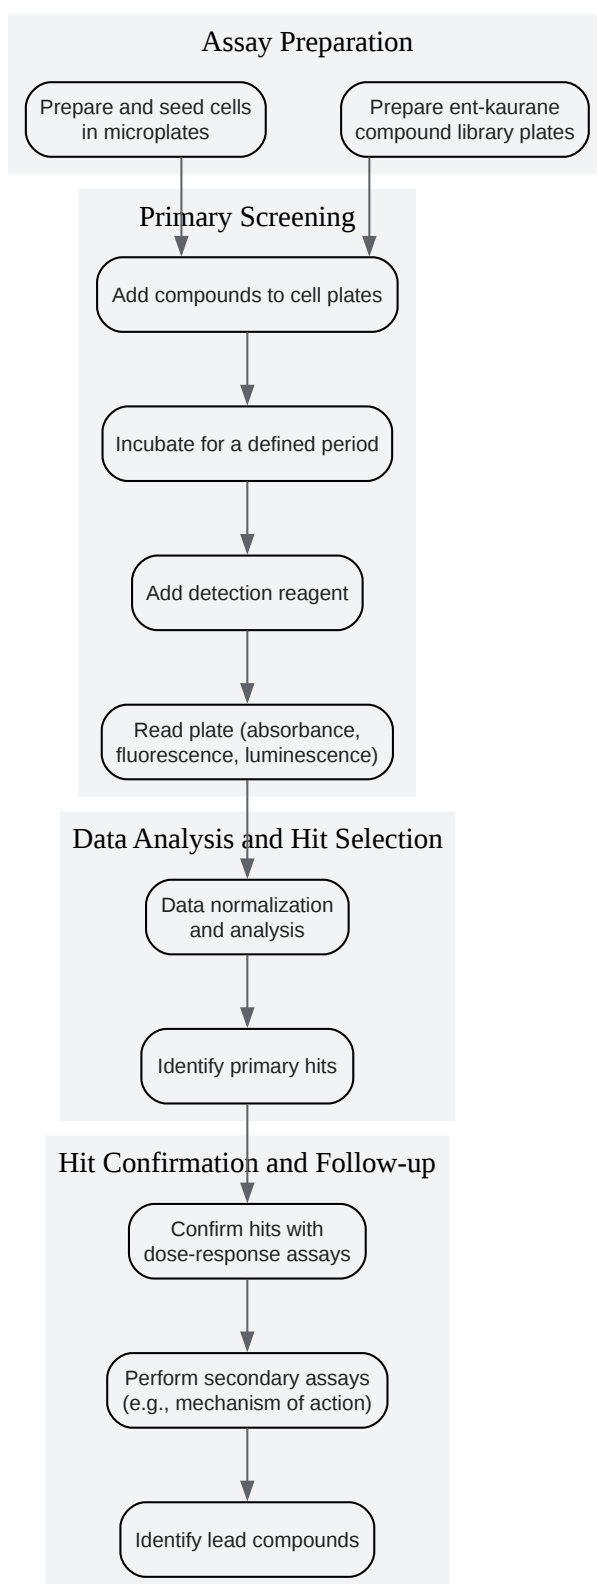 Assay Preparation
Prepare and seed cells
in microplates
Prepare ent-kaurane
compound library plates
Primary Screening
Add compounds to cell plates
Incubate for a defined period
Add detection reagent
Read plate (absorbance,
fluorescence, luminescence)
Data Analysis and Hit Selection
Data normalization
and analysis
Identify primary hits
Hit Confirmation and Follow-up
Confirm hits with
dose-response assays
Perform secondary assays
(e.g., mechanism of action)
Identify lead compounds